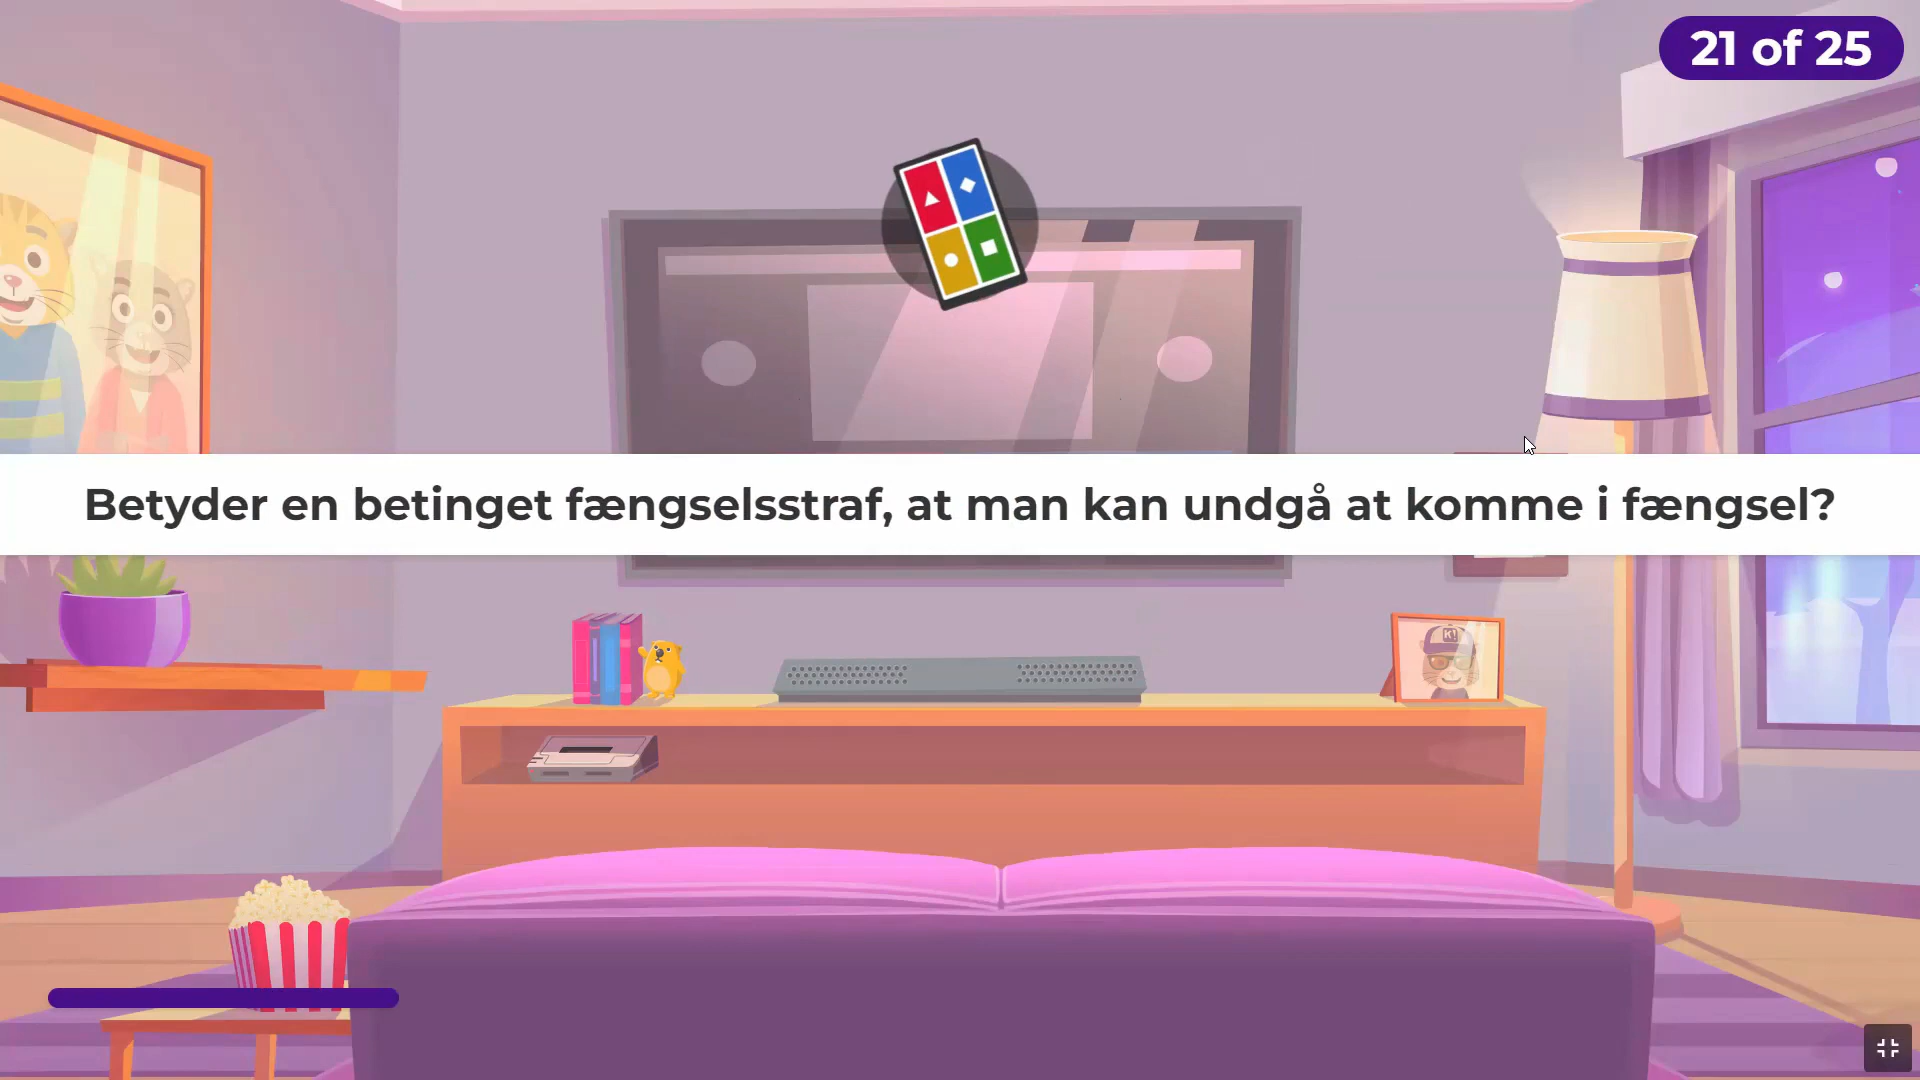 21 of 25
Betyder en betinget fængselsstraf, at man kan undgå at komme i fængsel?
K!